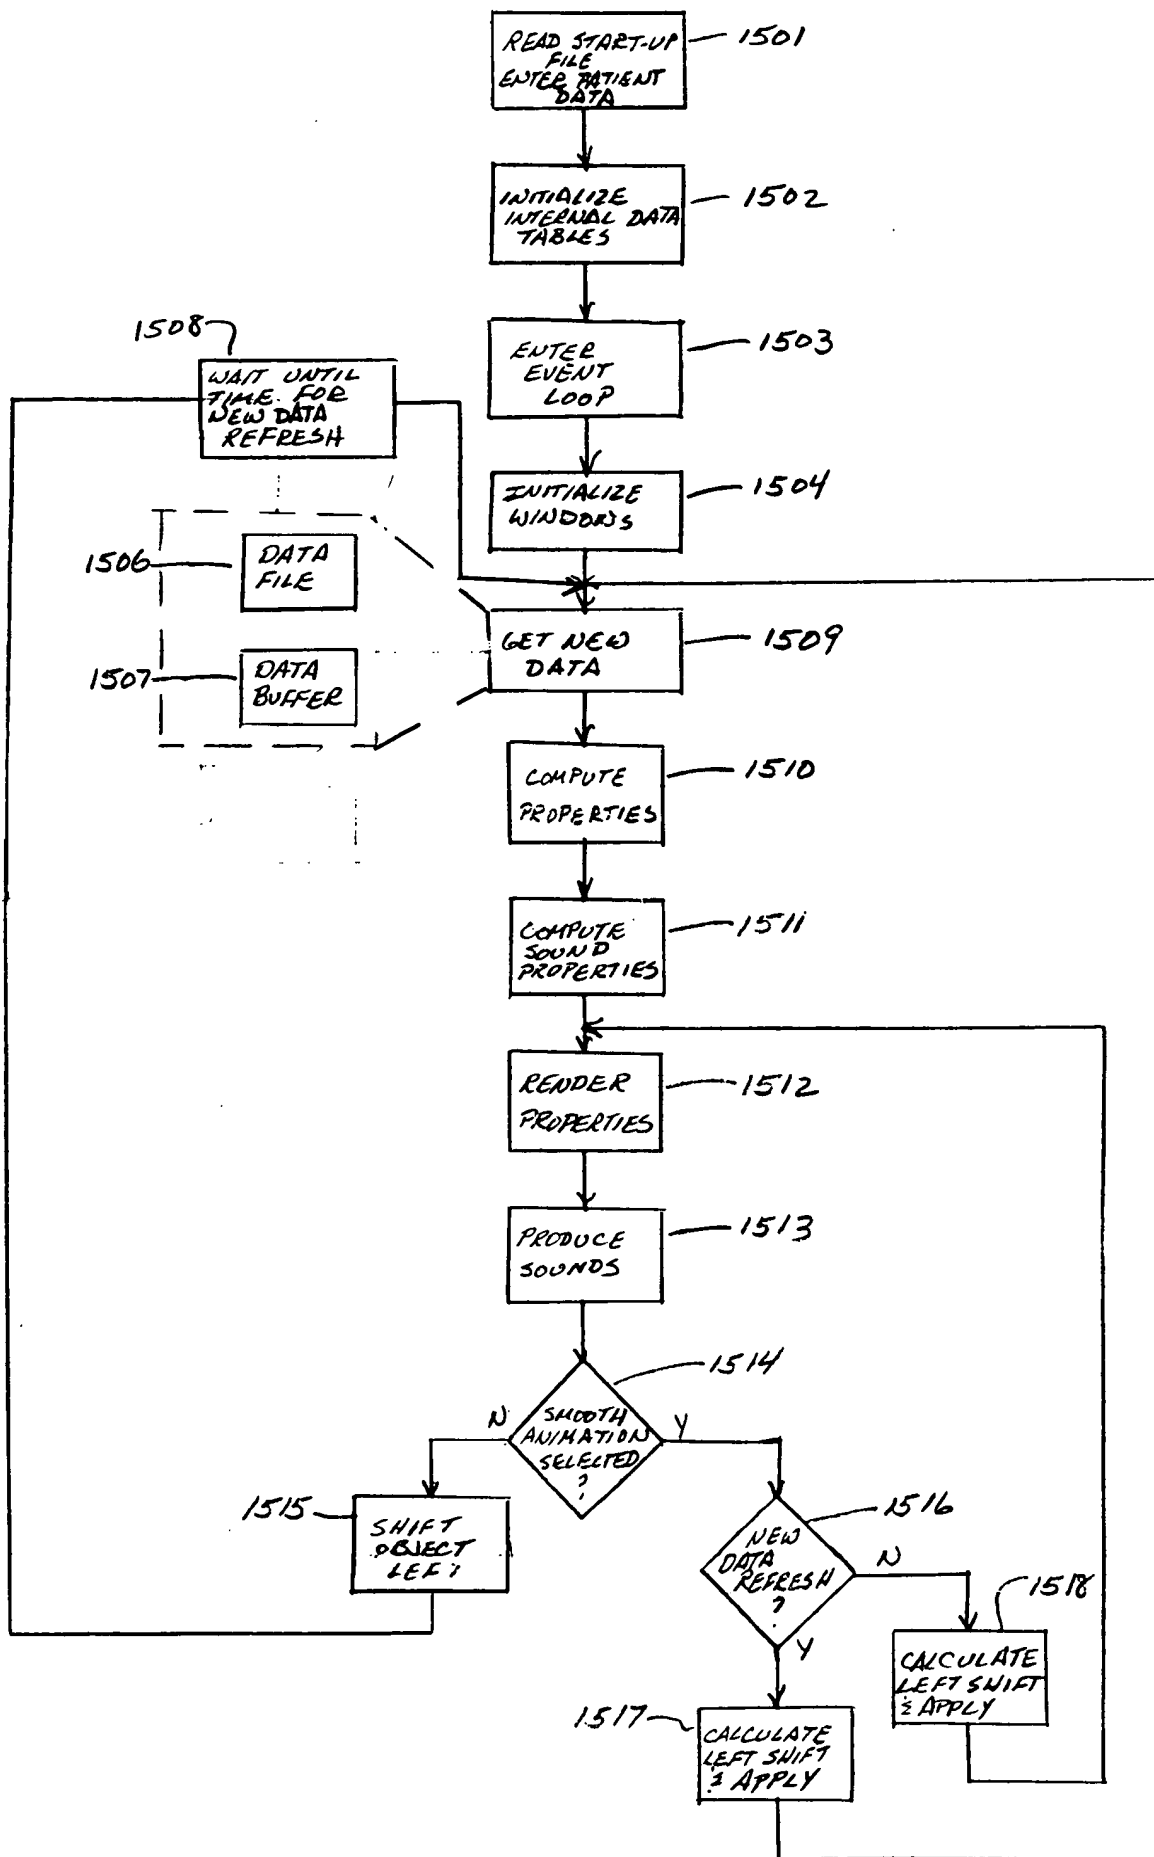 READ START-UP
FILE
ENTER PATIENT
DATA
1501
INITIALIZE
INTERNAL DATA
TABLES
1502
ENTER
EVENT
LOOP
1503
1508
WAIT UNTIL
TIME FOR
NEW DATA
REFRESH
INITIALIZE
WINDOWS
1504
1506
DATA
FILE
1507
DATA
BUFFER
GET NEW
DATA
1509
COMPUTE
PROPERTIES
1510
COMPUTE
SOUND
PROPERTIES
1511
RENDER
PROPERTIES
1512
PRODUCE
SOUNDS
1513
1514
SMOOTH
ANIMATION
SELECTED
?
N
Y
1515
SHIFT
OBJECT
LEFT
1516
NEW
DATA
REFRESH
?
N
Y
1518
CALCULATE
LEFT SHIFT
& APPLY
1517
CALCULATE
LEFT SHIFT
& APPLY